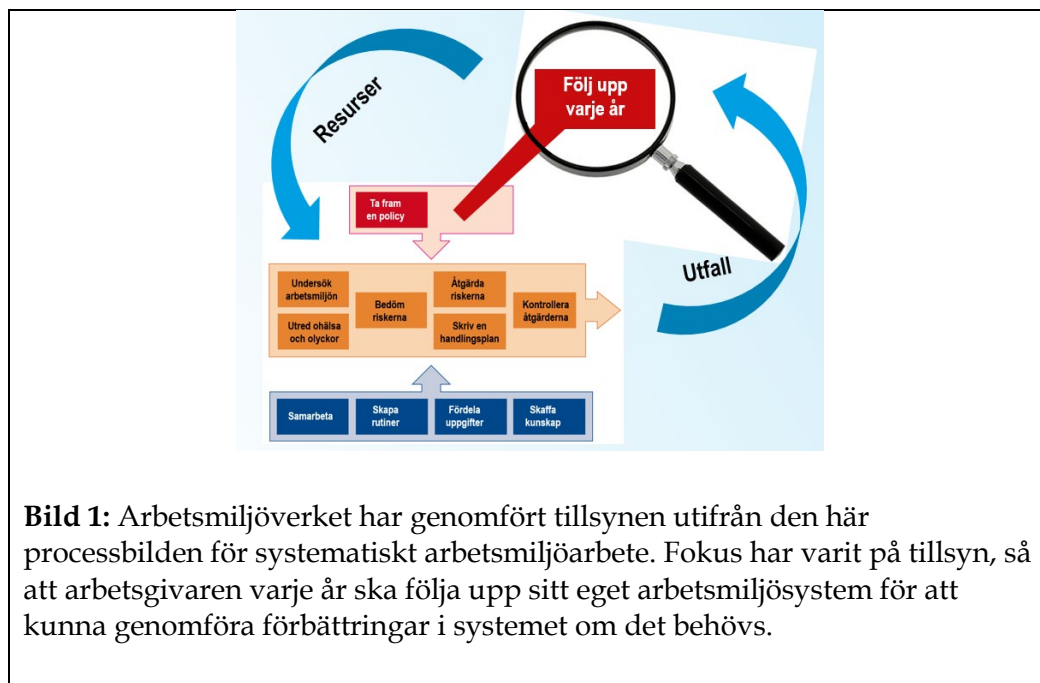 Resurser
Följ upp
varje år
Ta fram
en policy
Utfall
Undersök
arbetsmiljön
Utred ohälsa
och olyckor
Bedöm
riskerna
Åtgärda
riskerna
Skriv en
handlingsplan
Kontrollera
åtgärderna
Samarbeta
Skapa
rutiner
Fördela
uppgifter
Skaffa
kunskap
Bild 1: Arbetsmiljöverket har genomfört tillsynen utifrån den här
processbilden för systematiskt arbetsmiljöarbete. Fokus har varit på tillsyn, så
att arbetsgivaren varje år ska följa upp sitt eget arbetsmiljösystem för att
kunna genomföra förbättringar i systemet om det behövs.